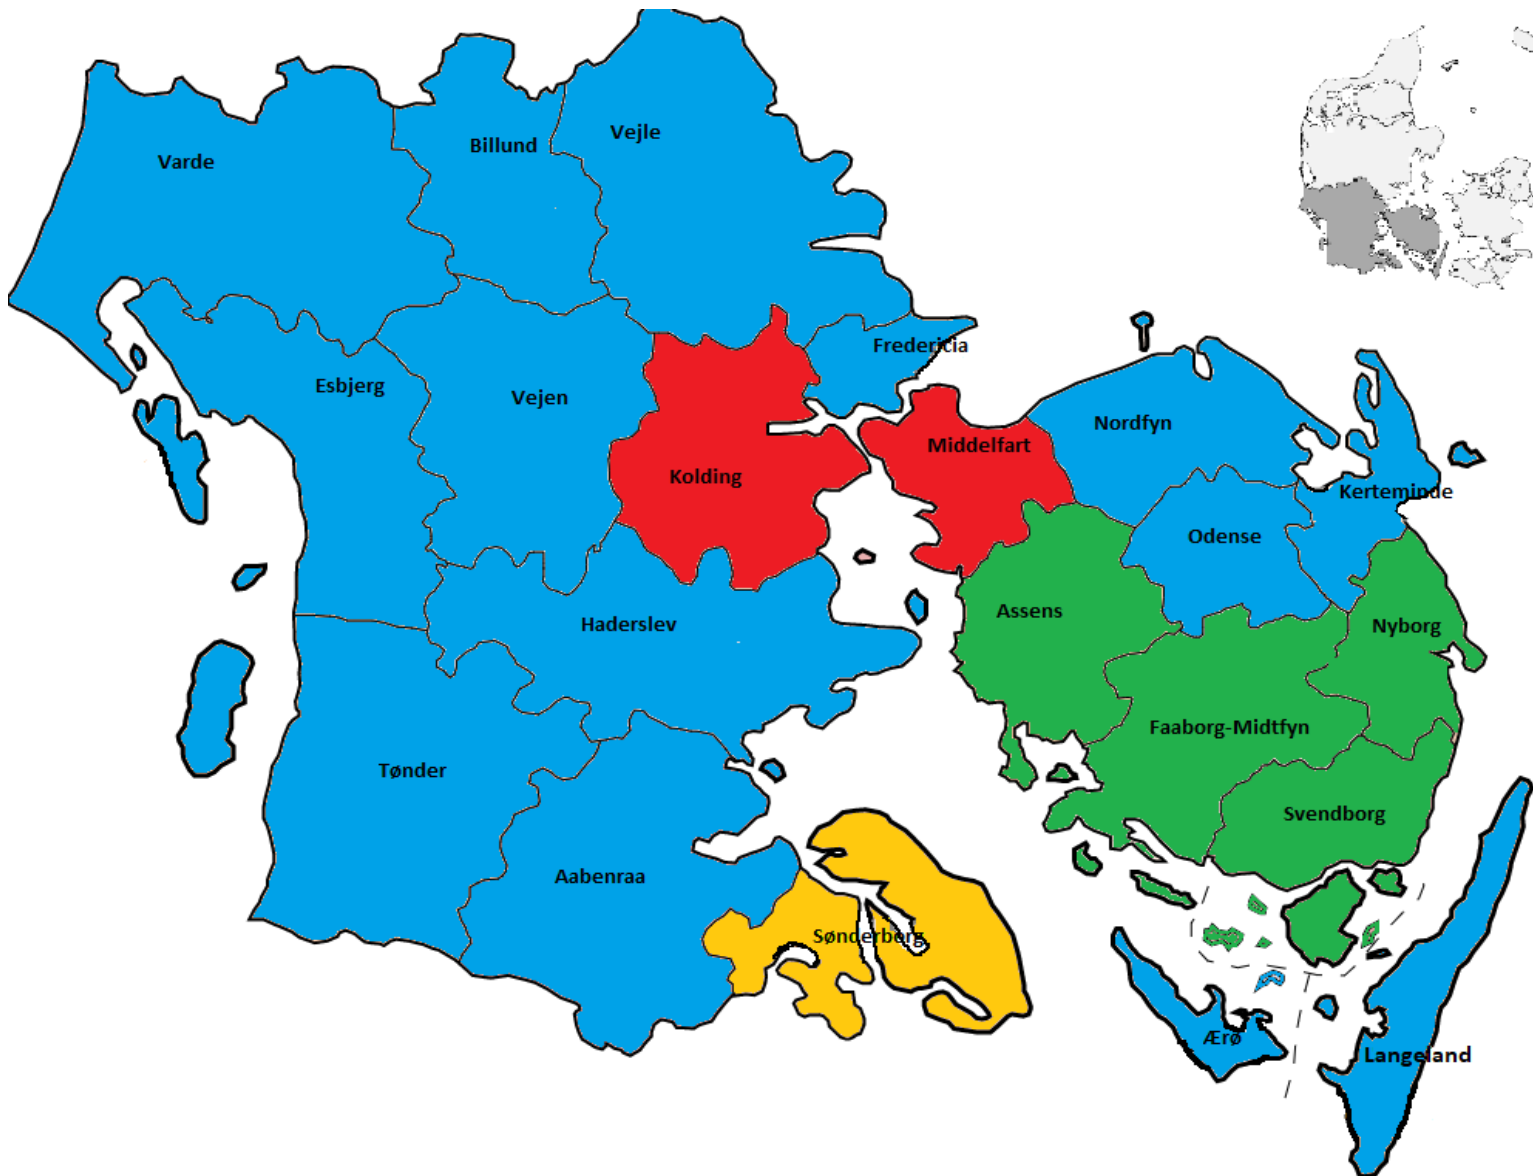 Varde
Billund
Vejle
Fredericia
Esbjerg
Vejen
Kolding
Middelfart
Nordfyn
Kerteminde
Odense
Haderslev
Assens
Nyborg
Faaborg-Midtfyn
Tønder
Svendborg
Aabenraa
Sønderborg
Ærø
Langeland